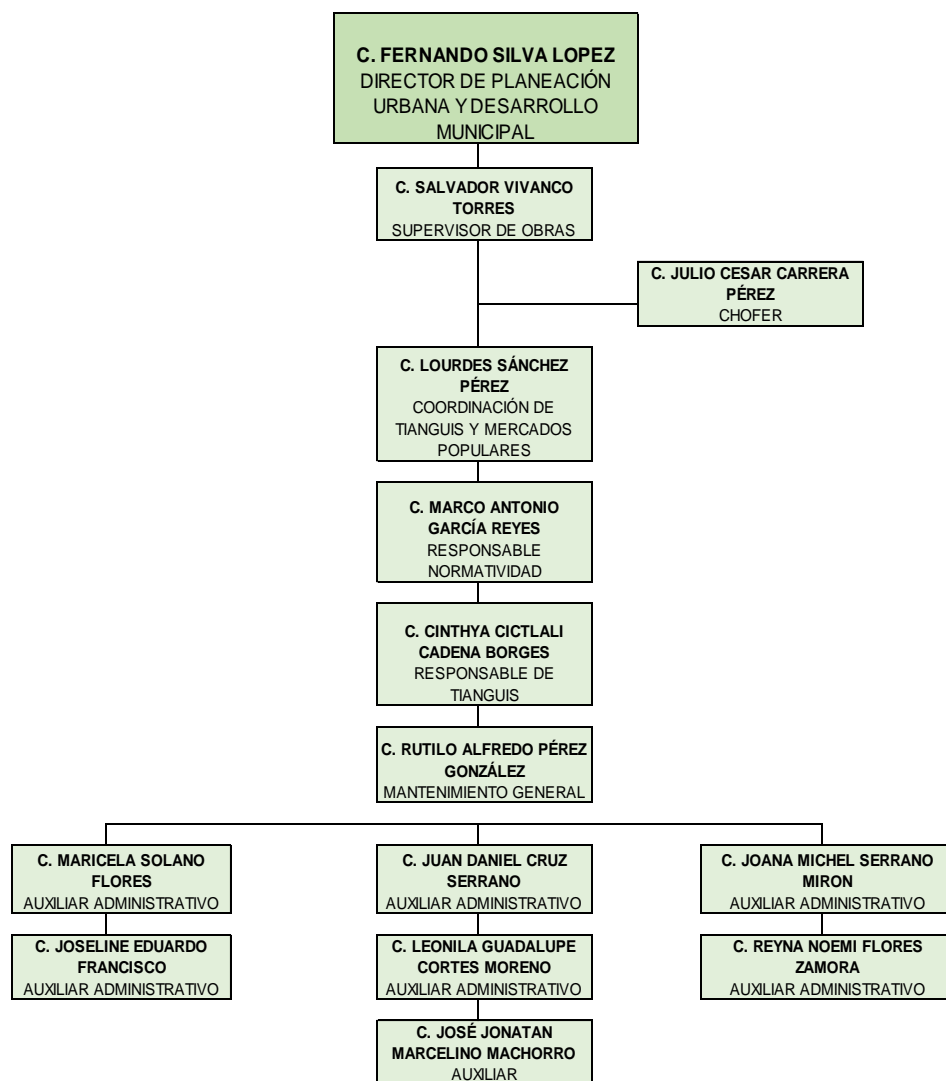 C. FERNANDO SILVA LOPEZ
DIRECTOR DE PLANEACIÓN
URBANA Y DESARROLLO
MUNICIPAL
C. SALVADOR VIVANCO
TORRES
SUPERVISOR DE OBRAS
C. JULIO CESAR CARRERA
PÉREZ
CHOFER
C. LOURDES SÁNCHEZ
PÉREZ
COORDINACIÓN DE
TIANGUIS Y MERCADOS
POPULARES
C. MARCO ANTONIO
GARCÍA REYES
RESPONSABLE
NORMATIVIDAD
C. CINTHYA CICTLALI
CADENA BORGES
RESPONSABLE DE
TIANGUIS
C. RUTILO ALFREDO PÉREZ
GONZÁLEZ
MANTENIMIENTO GENERAL
C. MARICELA SOLANO
FLORES
AUXILIAR ADMINISTRATIVO
C. JUAN DANIEL CRUZ
SERRANO
AUXILIAR ADMINISTRATIVO
C. JOANA MICHEL SERRANO
MIRON
AUXILIAR ADMINISTRATIVO
C. JOSELINE EDUARDO
FRANCISCO
AUXILIAR ADMINISTRATIVO
C. LEONILA GUADALUPE
CORTES MORENO
AUXILIAR ADMINISTRATIVO
C. REYNA NOEMI FLORES
ZAMORA
AUXILIAR ADMINISTRATIVO
C. JOSÉ JONATAN
MARCELINO MACHORRO
AUXILIAR